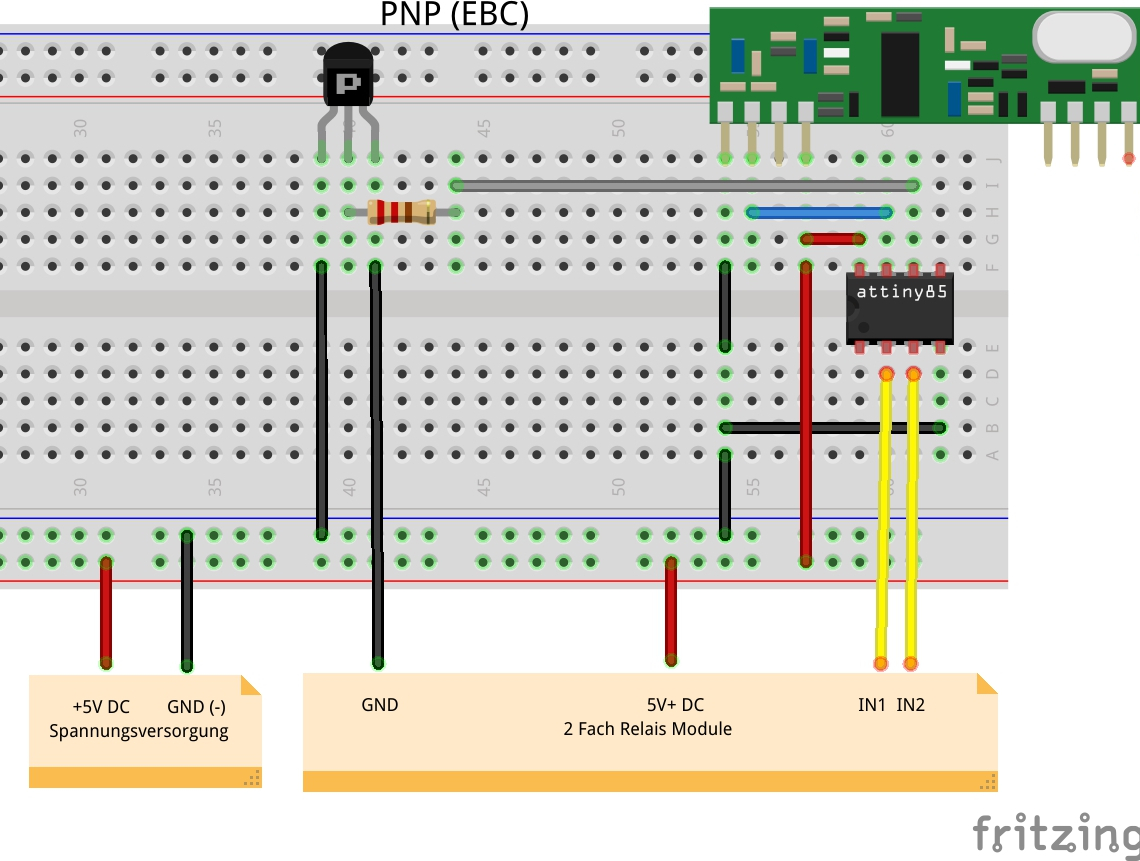 PNP (EBC)
30 35 40 45 50 55 60
J
I
H
G
F
attiny85
E
D
C
B
A
30 35 40 45 50 55 60
+5V DC GND (-)
Spannungsversorgung
GND 5V+ DC IN1 IN2
2 Fach Relais Module
fritzing